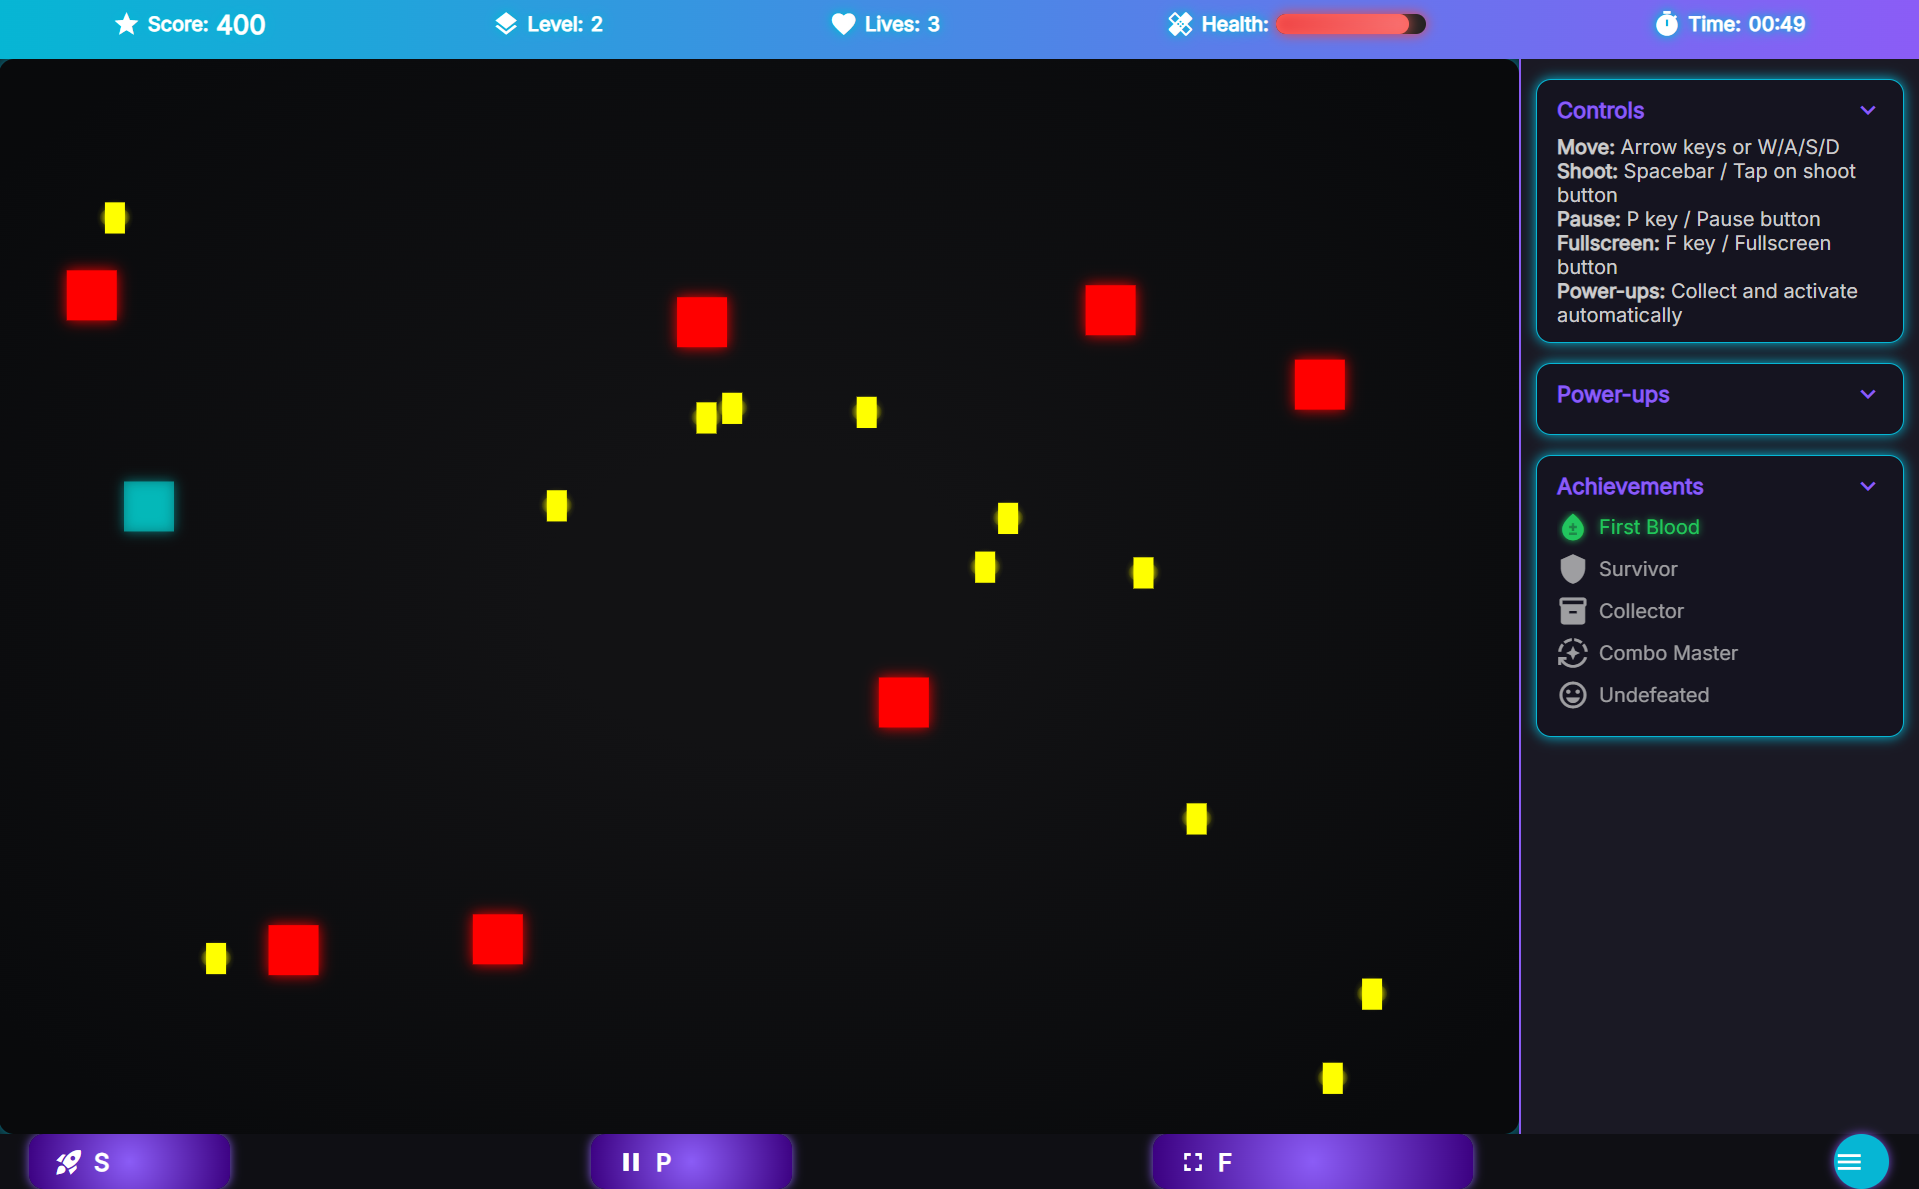 Score: 400
Level: 2
Lives: 3
Health:
Time: 00:49
Controls
Move: Arrow keys or W/A/S/D
Shoot: Spacebar / Tap on shoot
button
Pause: P key / Pause button
Fullscreen: F key / Fullscreen
button
Power-ups: Collect and activate
automatically
Power-ups
Achievements
First Blood
Survivor
Collector
Combo Master
Undefeated
S
P
F